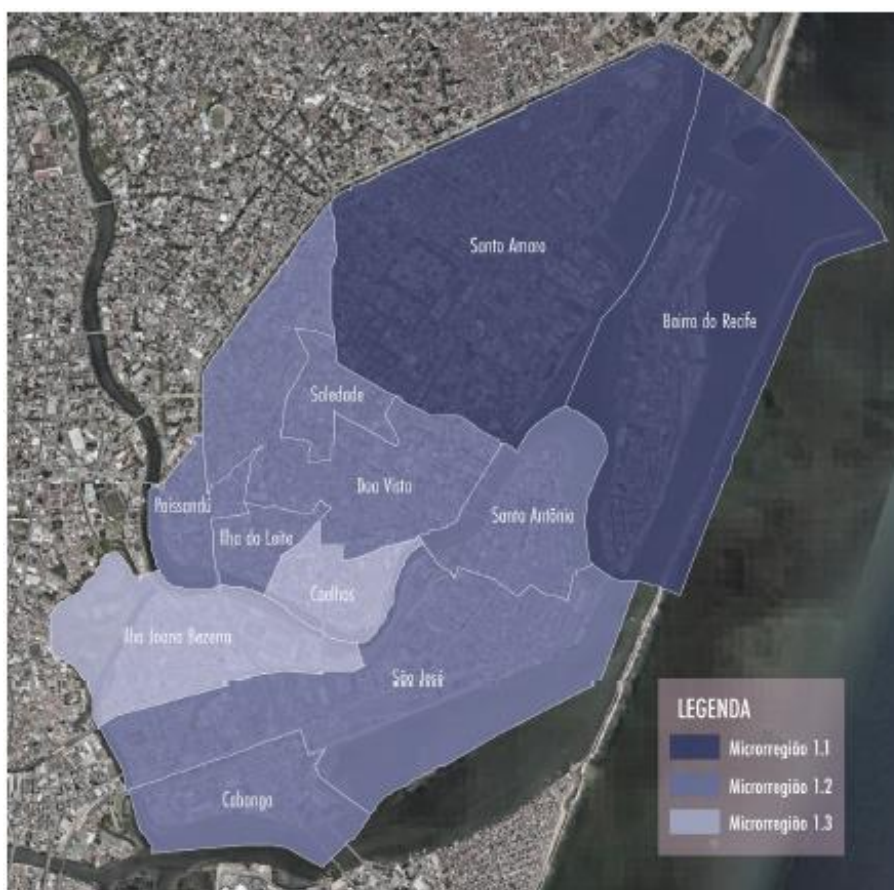 Santo Amaro
Bairro do Recife
Soledade
Boa Vista
Paissandú
Santo Antônio
Ilha do Leite
Coelhos
Ilha Joana Bezerra
São José
Cabanga
LEGENDA
Microrregião 1.1
Microrregião 1.2
Microrregião 1.3